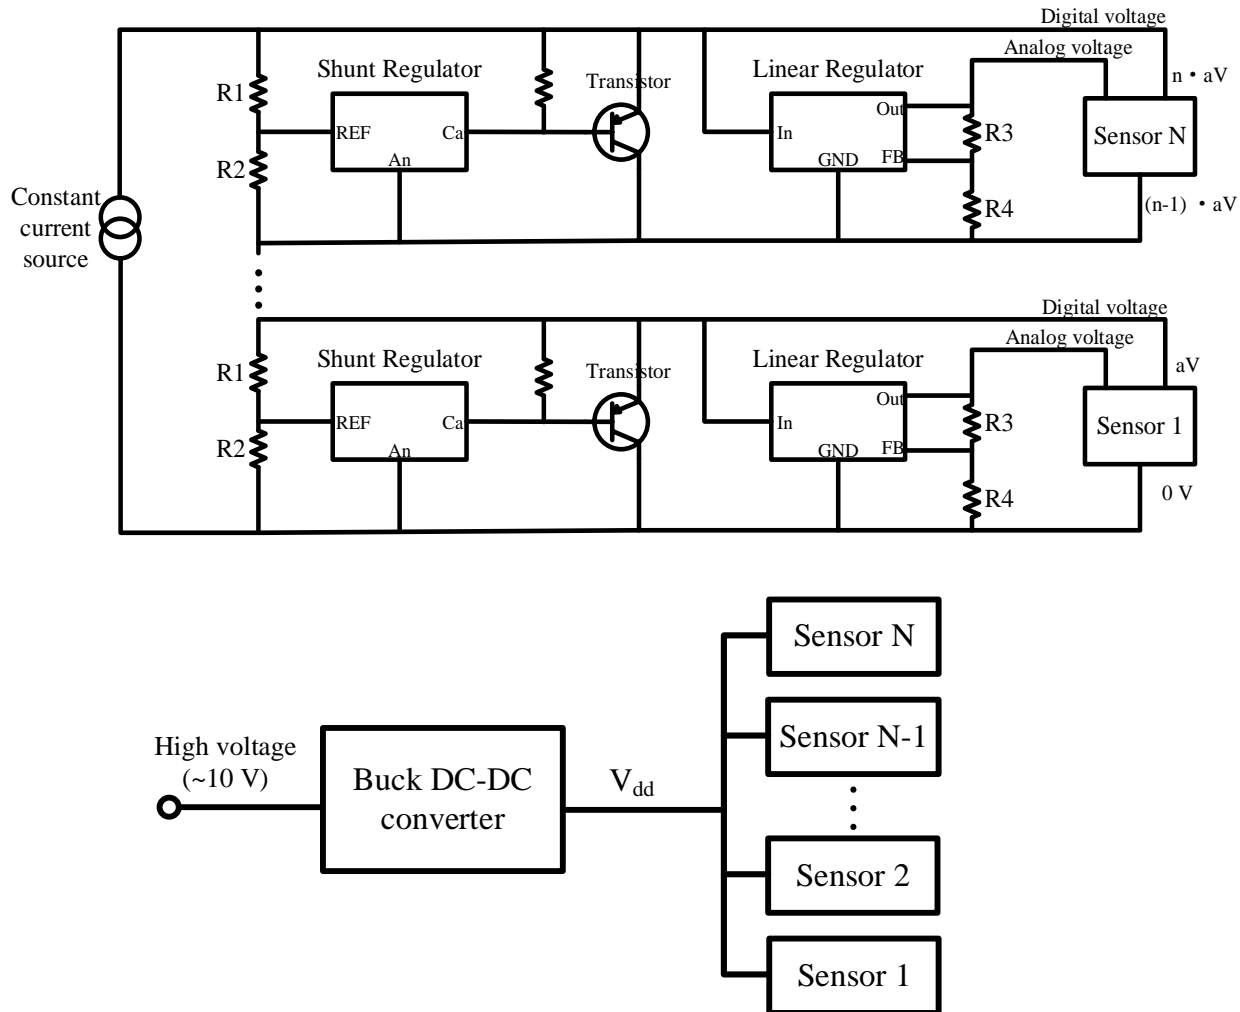 Digital voltage
Analog voltage
Shunt Regulator
Transistor
Linear Regulator
n・aV
R1
REF
Ca
An
In
Out
GND
FB
R3
Sensor N
R2
R4
(n-1)・aV
Constant
current
source
Digital voltage
Analog voltage
Shunt Regulator
Transistor
Linear Regulator
aV
R1
REF
Ca
An
In
Out
GND
FB
R3
Sensor 1
R2
R4
0 V
Sensor N
Sensor N-1
High voltage
(~10 V)
Buck DC-DC
converter
Vdd
Sensor 2
Sensor 1